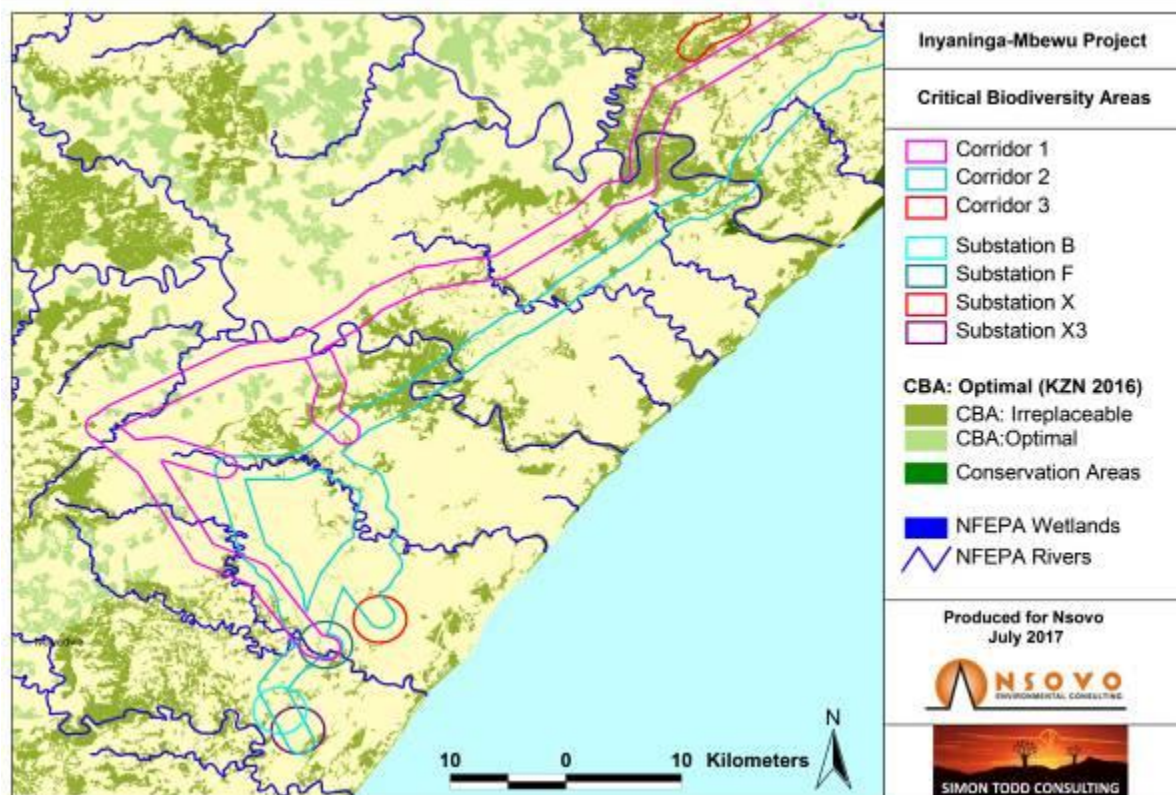 Inyaninga-Mbewu Project
Critical Biodiversity Areas
Corridor 1
Corridor 2
Corridor 3
Substation B
Substation F
Substation X
Substation X3
CBA: Optimal (KZN 2016)
CBA: Irreplaceable
CBA:Optimal
Conservation Areas
NFEPA Wetlands
NFEPA Rivers
Produced for Nsovo
July 2017
NSOVO
ENVIRONMENTAL CONSULTING
SIMON TODD CONSULTING
N
10 0 10 Kilometers